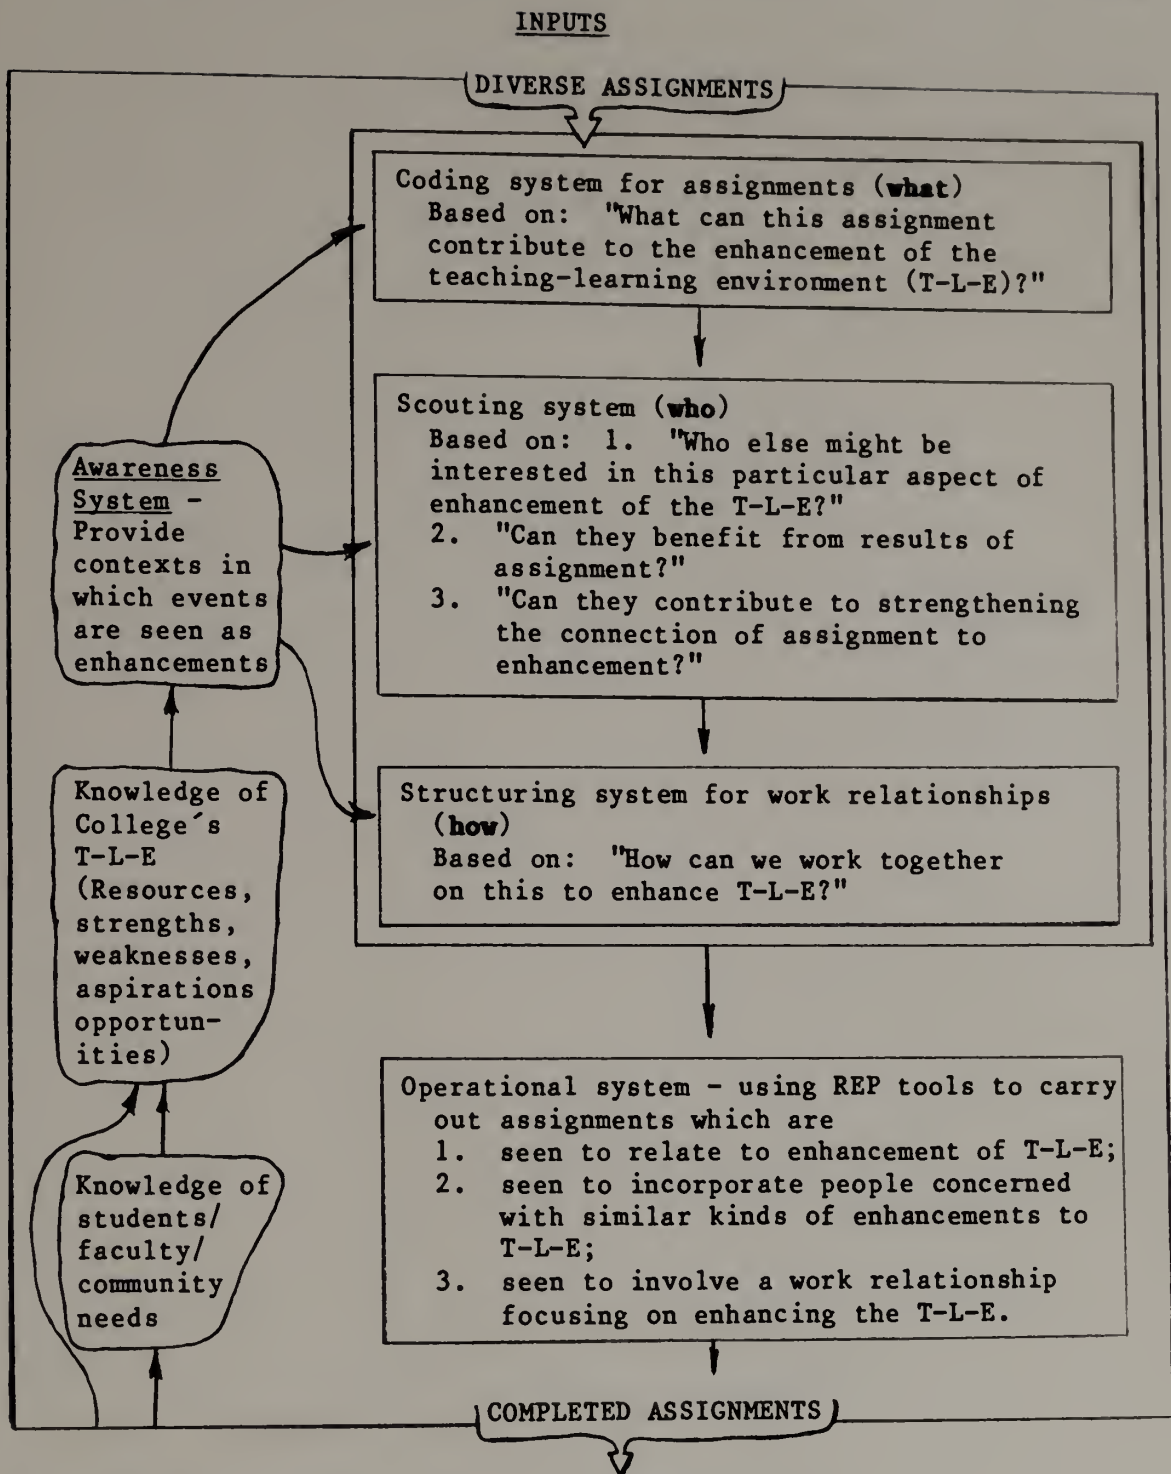 INPUTS
DIVERSE ASSIGNMENTS
Coding system for assignments (what)
Based on: "What can this assignment
contribute to the enhancement of the
teaching-learning environment (T-L-E)?"
Scouting system (who)
Based on: 1. "Who else might be
interested in this particular aspect of
enhancement of the T-L-E?"
2. "Can they benefit from results of
assignment?"
3. "Can they contribute to strengthening
the connection of assignment to
enhancement?"
Awareness
System -
Provide
contexts in
which events
are seen as
enhancements
Structuring system for work relationships
(how)
Based on: "How can we work together
on this to enhance T-L-E?"
Knowledge of
College's
T-L-E
(Resources,
strengths,
weaknesses,
aspirations
opportun-
ities)
Operational system - using REP tools to carry
out assignments which are
1. seen to relate to enhancement of T-L-E;
2. seen to incorporate people concerned
with similar kinds of enhancements to
T-L-E;
3. seen to involve a work relationship
focusing on enhancing the T-L-E.
Knowledge of
students/
faculty/
community
needs
COMPLETED ASSIGNMENTS